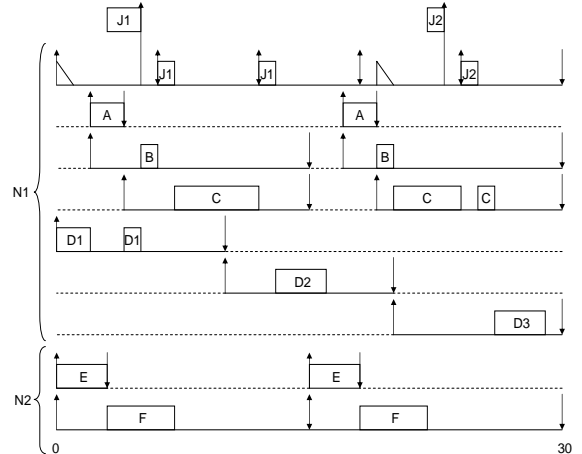 J1 J2
J1 J1 J2
A A
B B
N1
C C C
D1 D1
D2
D3
E E
N2
F F
0 30